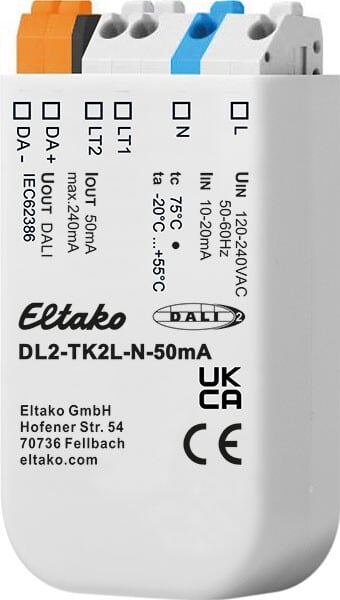 DA -
DA+
LT2
LT1
N
L
IEC62386
UOUT DALI
max.240mA
IOUT 50mA
ta -20°C ...+55°C
tc 75°C
IIN 10-20mA
50-60Hz
UIN 120-240VAC
Eltako
DALI 2
DL2-TK2L-N-50mA
UK
CA
Eltako GmbH
Hofener Str. 54
70736 Fellbach
eltako.com
CE